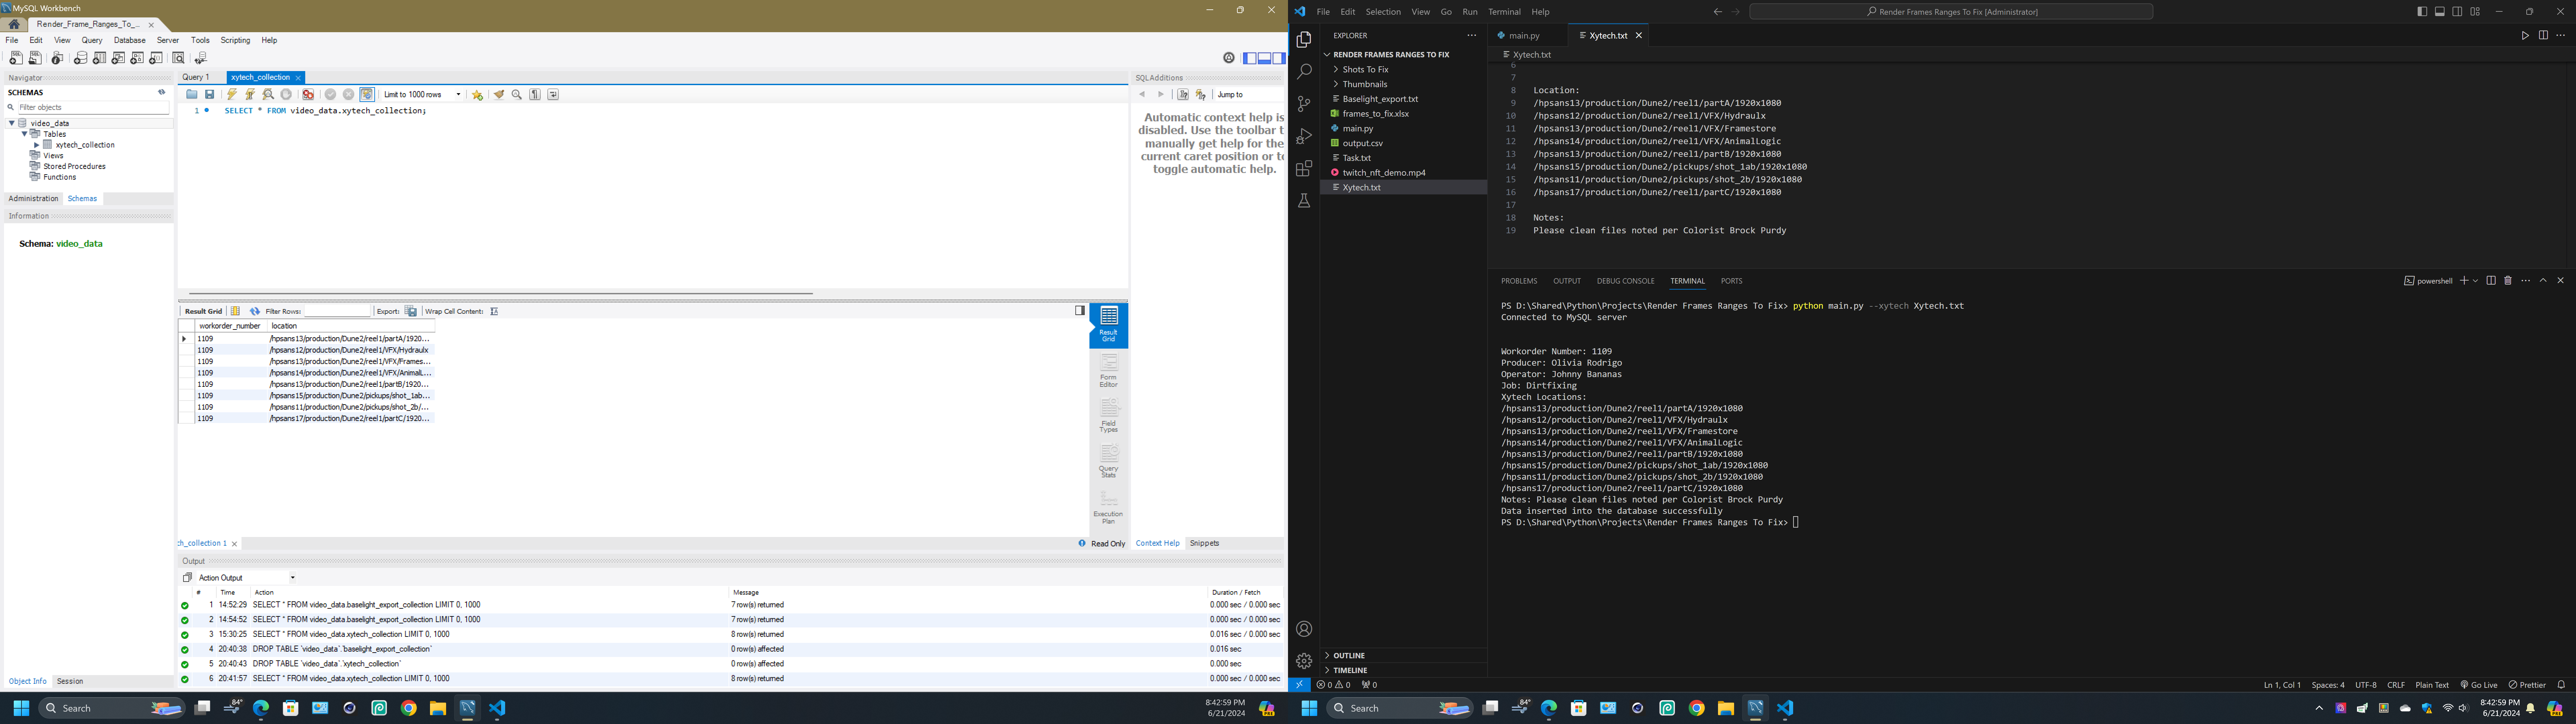 MySQL Workbench
Render_Frame_Ranges_To_...
File Edit View Query Database Server Tools Scripting Help
Navigator
SCHEMAS
Filter objects
video_data
Tables
xytech_collection
Views
Stored Procedures
Functions
Administration Schemas
Information
Schema: video_data
Object Info Session
Query 1 xytech_collection
Limit to 1000 rows
1 SELECT * FROM video_data.xytech_collection;
SQLAdditions
Jump to
Automatic context help is
disabled. Use the toolbar t
manually get help for the
current caret position or t
toggle automatic help.
Result Grid Filter Rows: Export: Wrap Cell Content:
workorder_number location
1109 /hpsans13/production/Dune2/reel1/partA/1920...
1109 /hpsans12/production/Dune2/reel1/VFX/Hydraulx
1109 /hpsans13/production/Dune2/reel1/VFX/Frames...
1109 /hpsans14/production/Dune2/reel1/VFX/AnimalL...
1109 /hpsans13/production/Dune2/reel1/partB/1920...
1109 /hpsans15/production/Dune2/pickups/shot_1ab...
1109 /hpsans11/production/Dune2/pickups/shot_2b/...
1109 /hpsans17/production/Dune2/reel1/partC/1920...
Result
Grid
Form
Editor
Field
Types
Query
Stats
Execution
Plan
ch_collection 1 Read Only
Context Help Snippets
Output
Action Output
# Time Action Message Duration / Fetch
1 14:52:29 SELECT * FROM video_data.baselight_export_collection LIMIT 0, 1000 7 row(s) returned 0.000 sec / 0.000 sec
2 14:54:52 SELECT * FROM video_data.baselight_export_collection LIMIT 0, 1000 7 row(s) returned 0.000 sec / 0.000 sec
3 15:30:25 SELECT * FROM video_data.xytech_collection LIMIT 0, 1000 8 row(s) returned 0.016 sec / 0.000 sec
4 20:40:38 DROP TABLE `video_data`.`baselight_export_collection` 0 row(s) affected 0.016 sec
5 20:40:43 DROP TABLE `video_data`.`xytech_collection` 0 row(s) affected 0.000 sec
6 20:41:57 SELECT * FROM video_data.xytech_collection LIMIT 0, 1000 8 row(s) returned 0.000 sec / 0.000 sec
Search 84° 8:42:59 PM
6/21/2024
File Edit Selection View Go Run Terminal Help
Render Frames Ranges To Fix [Administrator]
EXPLORER
RENDER FRAMES RANGES TO FIX
Shots To Fix
Thumbnails
Baselight_export.txt
frames_to_fix.xlsx
main.py
output.csv
Task.txt
twitch_nft_demo.mp4
Xytech.txt
OUTLINE
TIMELINE
main.py Xytech.txt
Xytech.txt
6
7
8 Location:
9 /hpsans13/production/Dune2/reel1/partA/1920x1080
10 /hpsans12/production/Dune2/reel1/VFX/Hydraulx
11 /hpsans13/production/Dune2/reel1/VFX/Framestore
12 /hpsans14/production/Dune2/reel1/VFX/AnimalLogic
13 /hpsans13/production/Dune2/reel1/partB/1920x1080
14 /hpsans15/production/Dune2/pickups/shot_1ab/1920x1080
15 /hpsans11/production/Dune2/pickups/shot_2b/1920x1080
16 /hpsans17/production/Dune2/reel1/partC/1920x1080
17
18 Notes:
19 Please clean files noted per Colorist Brock Purdy
PROBLEMS OUTPUT DEBUG CONSOLE TERMINAL PORTS
powershell
PS D:\Shared\Python\Projects\Render Frames Ranges To Fix> python main.py --xytech Xytech.txt
Connected to MySQL server
Workorder Number: 1109
Producer: Olivia Rodrigo
Operator: Johnny Bananas
Job: Dirtfixing
Xytech Locations:
/hpsans13/production/Dune2/reel1/partA/1920x1080
/hpsans12/production/Dune2/reel1/VFX/Hydraulx
/hpsans13/production/Dune2/reel1/VFX/Framestore
/hpsans14/production/Dune2/reel1/VFX/AnimalLogic
/hpsans13/production/Dune2/reel1/partB/1920x1080
/hpsans15/production/Dune2/pickups/shot_1ab/1920x1080
/hpsans11/production/Dune2/pickups/shot_2b/1920x1080
/hpsans17/production/Dune2/reel1/partC/1920x1080
Notes: Please clean files noted per Colorist Brock Purdy
Data inserted into the database successfully
PS D:\Shared\Python\Projects\Render Frames Ranges To Fix>
0 0 0
Ln 1, Col 1 Spaces: 4 UTF-8 CRLF Plain Text Go Live Prettier
Search 84° 8:42:59 PM
6/21/2024